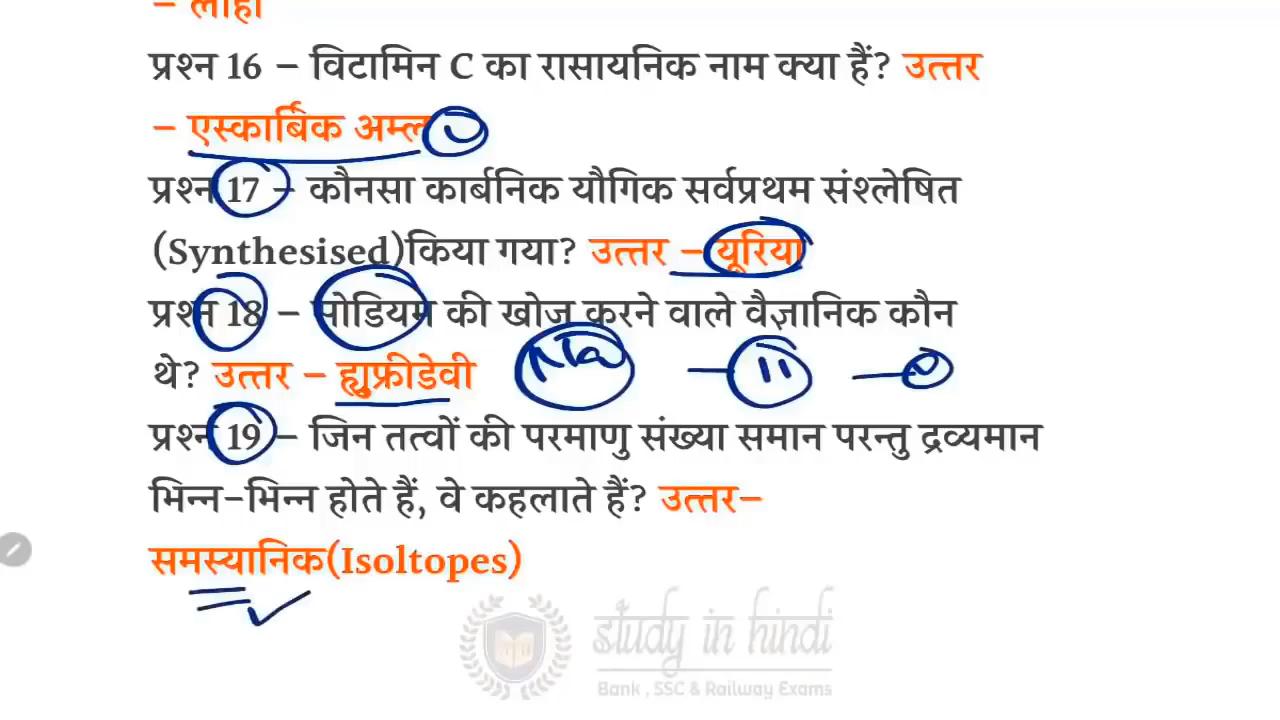 – लोहा
प्रश्न 16 – विटामिन C का रासायनिक नाम क्या हैं? उत्तर
– एस्कार्बिक अम्ल
प्रश्न 17 – कौनसा कार्बनिक यौगिक सर्वप्रथम संश्लेषित
(Synthesised)किया गया? उत्तर – यूरिया
प्रश्न 18 – सोडियम की खोज करने वाले वैज्ञानिक कौन
थे? उत्तर – ह्युफ्रीडेवी Na 11
प्रश्न 19 – जिन तत्वों की परमाणु संख्या समान परन्तु द्रव्यमान
भिन्न-भिन्न होते हैं, वे कहलाते हैं? उत्तर–
समस्यानिक(Isoltopes)
study in hindi
Bank , SSC & Railway Exams